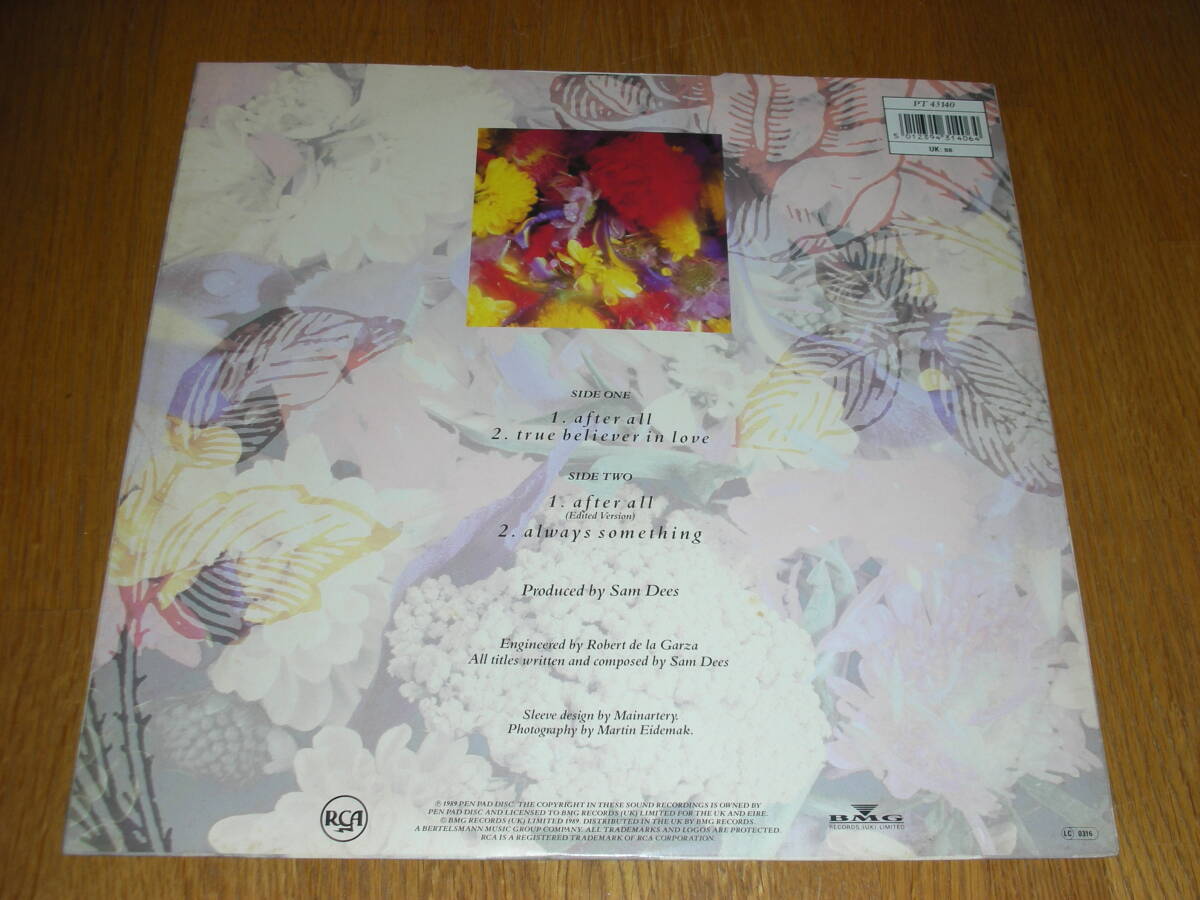 PT 43140
5 012394 314064
UK: BB
SIDE ONE
1. after all
2. true believer in love
SIDE TWO
1. after all
(Edited Version)
2. always something
Produced by Sam Dees
Engineered by Robert de la Garza
All titles written and composed by Sam Dees
Sleeve design by Mainartery.
Photography by Martin Eidemak.
RCA
℗ 1989 PEN PAD DISC. THE COPYRIGHT IN THESE SOUND RECORDINGS IS OWNED BY
PEN PAD DISC AND LICENSED TO BMG RECORDS (UK) LIMITED FOR THE UK AND EIRE.
© BMG RECORDS (UK) LIMITED 1989. DISTRIBUTED IN THE UK BY BMG RECORDS.
A BERTELSMANN MUSIC GROUP COMPANY. ALL TRADEMARKS AND LOGOS ARE PROTECTED.
RCA IS A REGISTERED TRADEMARK OF RCA CORPORATION.
BMG
RECORDS (UK) LIMITED
LC 0316